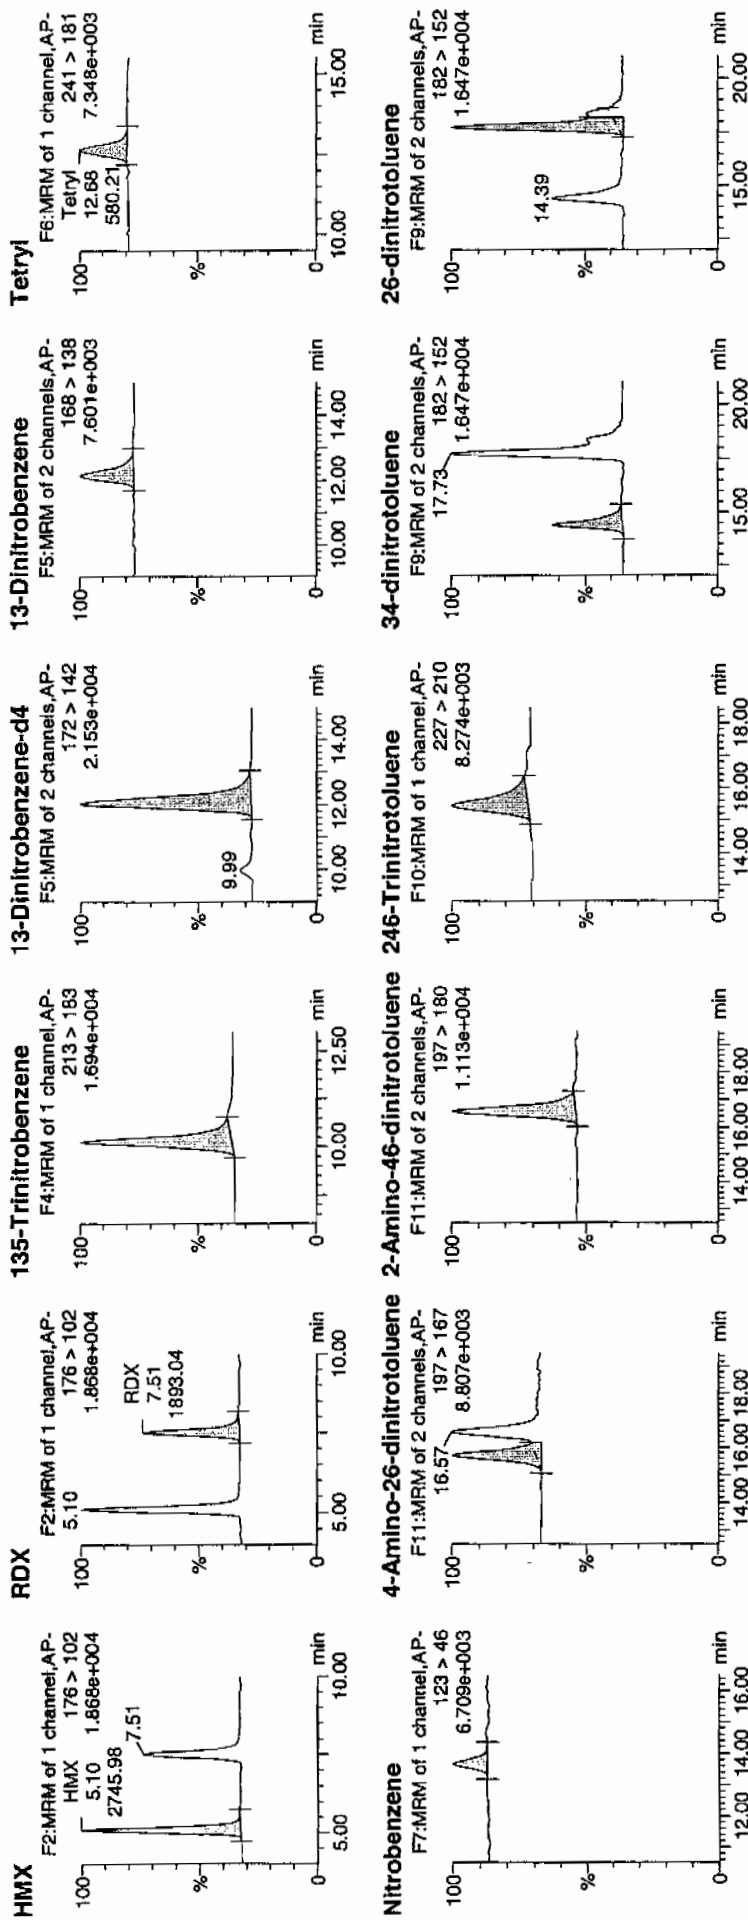 HMX
F2:MRM of 1 channel,AP-
176 > 102
1.868e+004
HMX
5.10
2745.98
7.51
100
%
0
5.00
10.00
min
RDX
F2:MRM of 1 channel,AP-
176 > 102
1.868e+004
5.10
RDX
7.51
1893.04
100
%
0
5.00
10.00
min
135-Trinitrobenzene
F4:MRM of 1 channel,AP-
213 > 183
1.694e+004
100
%
0
10.00
12.50
min
13-Dinitrobenzene-d4
F5:MRM of 2 channels,AP-
172 > 142
2.153e+004
9.99
100
%
0
10.00
12.00
14.00
min
13-Dinitrobenzene
F5:MRM of 2 channels,AP-
168 > 138
7.601e+003
100
%
0
10.00
12.00
14.00
min
Tetryl
F6:MRM of 1 channel,AP-
241 > 181
7.348e+003
Tetryl
12.68
580.21
100
%
0
10.00
15.00
min
Nitrobenzene
F7:MRM of 1 channel,AP-
123 > 46
6.709e+003
100
%
0
12.00
14.00
16.00
min
4-Amino-26-dinitrotoluene
F11:MRM of 2 channels,AP-
197 > 167
8.807e+003
16.57
100
%
0
14.00
16.00
18.00
min
2-Amino-46-dinitrotoluene
F11:MRM of 2 channels,AP-
197 > 180
1.113e+004
100
%
0
14.00
16.00
18.00
min
246-Trinitrotoluene
F10:MRM of 1 channel,AP-
227 > 210
8.274e+003
100
%
0
14.00
16.00
18.00
min
34-dinitrotoluene
F9:MRM of 2 channels,AP-
182 > 152
1.647e+004
17.73
100
%
0
15.00
20.00
min
26-dinitrotoluene
F9:MRM of 2 channels,AP-
182 > 152
1.647e+004
14.39
100
%
0
15.00
20.00
min